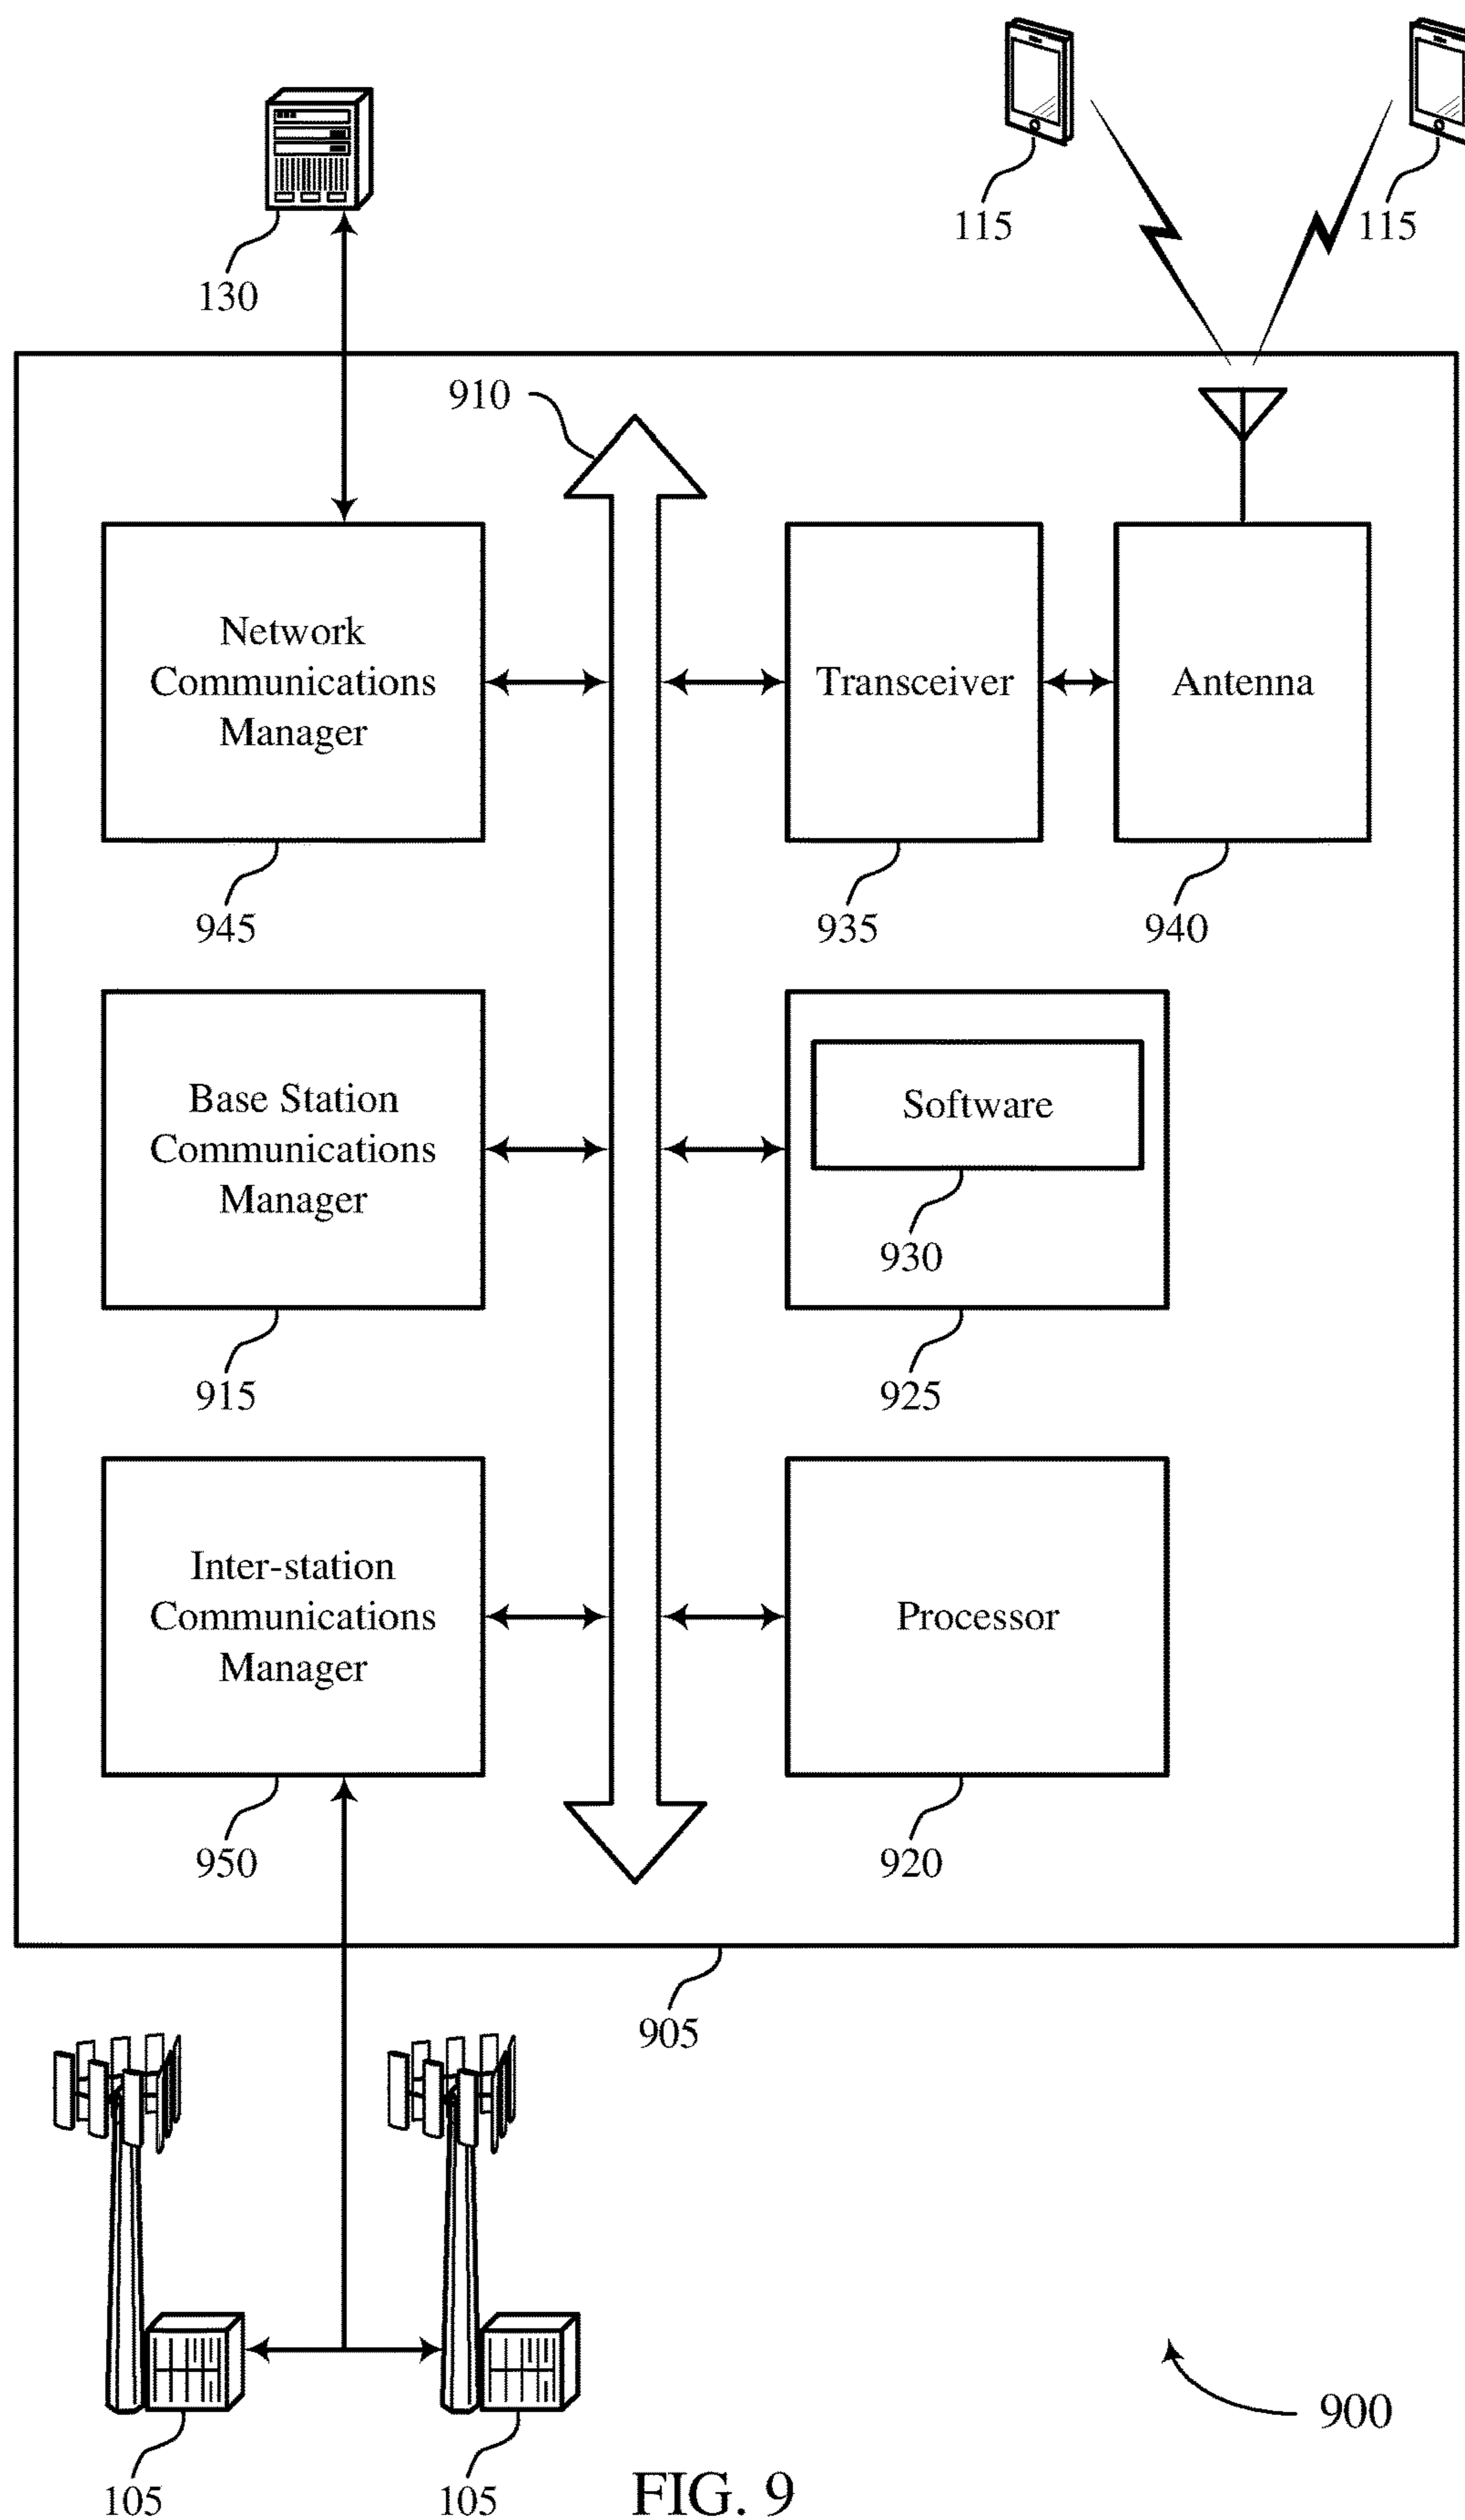 115
115
130
910
Network
Communications
Manager
Transceiver
Antenna
945
935
940
Base Station
Communications
Manager
Software
930
915
925
Inter-station
Communications
Manager
Processor
950
920
905
900
105
105
FIG. 9